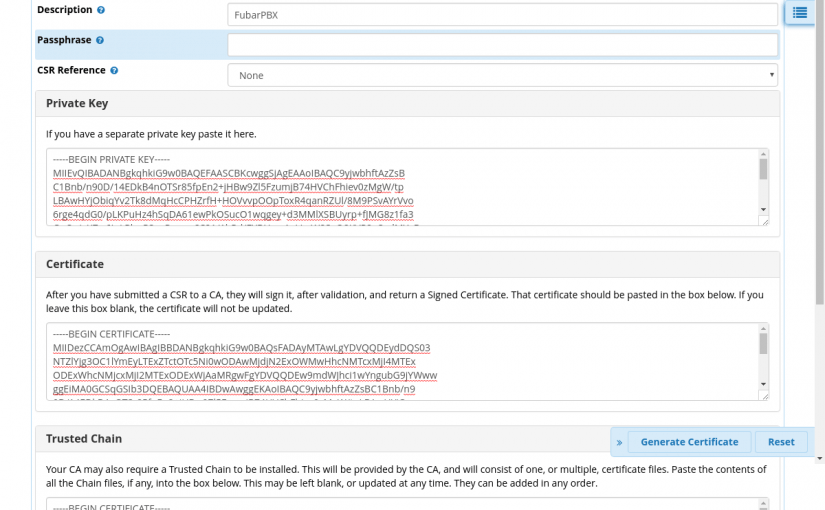 Description
FubarPBX
Passphrase
CSR Reference
None
Private Key
If you have a separate private key paste it here.
-----BEGIN PRIVATE KEY-----
MIIEvQIBADANBgkqhkiG9w0BAQEFAASCBKcwggSjAgEAAoIBAQC9yjwbhftAzZsB
C1Bnb/n90D/14EDkB4nOTSr85fpEn2+jHBw9Zl5FzumjB74HVChFhiev0zMgW/tp
LBAwHYjObiqYv2Tk8dMqHcCPHZrfH+HOVvvpOOpToxR4qanRZUl/8M9PSvAYrVvo
6rge4qdG0/pLKPuHz4hSqDA61ewPkOSucO1wqgey+d3MMlXSBUyrp+fJMG8z1fa3
Certificate
After you have submitted a CSR to a CA, they will sign it, after validation, and return a Signed Certificate. That certificate should be pasted in the box below. If you
leave this box blank, the certificate will not be updated.
-----BEGIN CERTIFICATE-----
MIIDezCCAmOgAwIBAgIBBDANBgkqhkiG9w0BAQsFADAyMTAwLgYDVQQDEydDQS03
NTZlYjg3OC1lYmEyLTExZTctOTc5Ni0wODAwMjdjN2ExOWMwHhcNMTcxMjI4MTEx
ODExWhcNMjcxMjI2MTExODExWjAaMRgwFgYDVQQDEw9mdWJhci1wYngubG9jYWww
ggEiMA0GCSqGSIb3DQEBAQUAA4IBDwAwggEKAoIBAQC9yjwbhftAzZsBC1Bnb/n9
Trusted Chain
» Generate Certificate Reset
Your CA may also require a Trusted Chain to be installed. This will be provided by the CA, and will consist of one, or multiple, certificate files. Paste the contents of
all the Chain files, if any, into the box below. This may be left blank, or updated at any time. They can be added in any order.
-----BEGIN CERTIFICATE-----